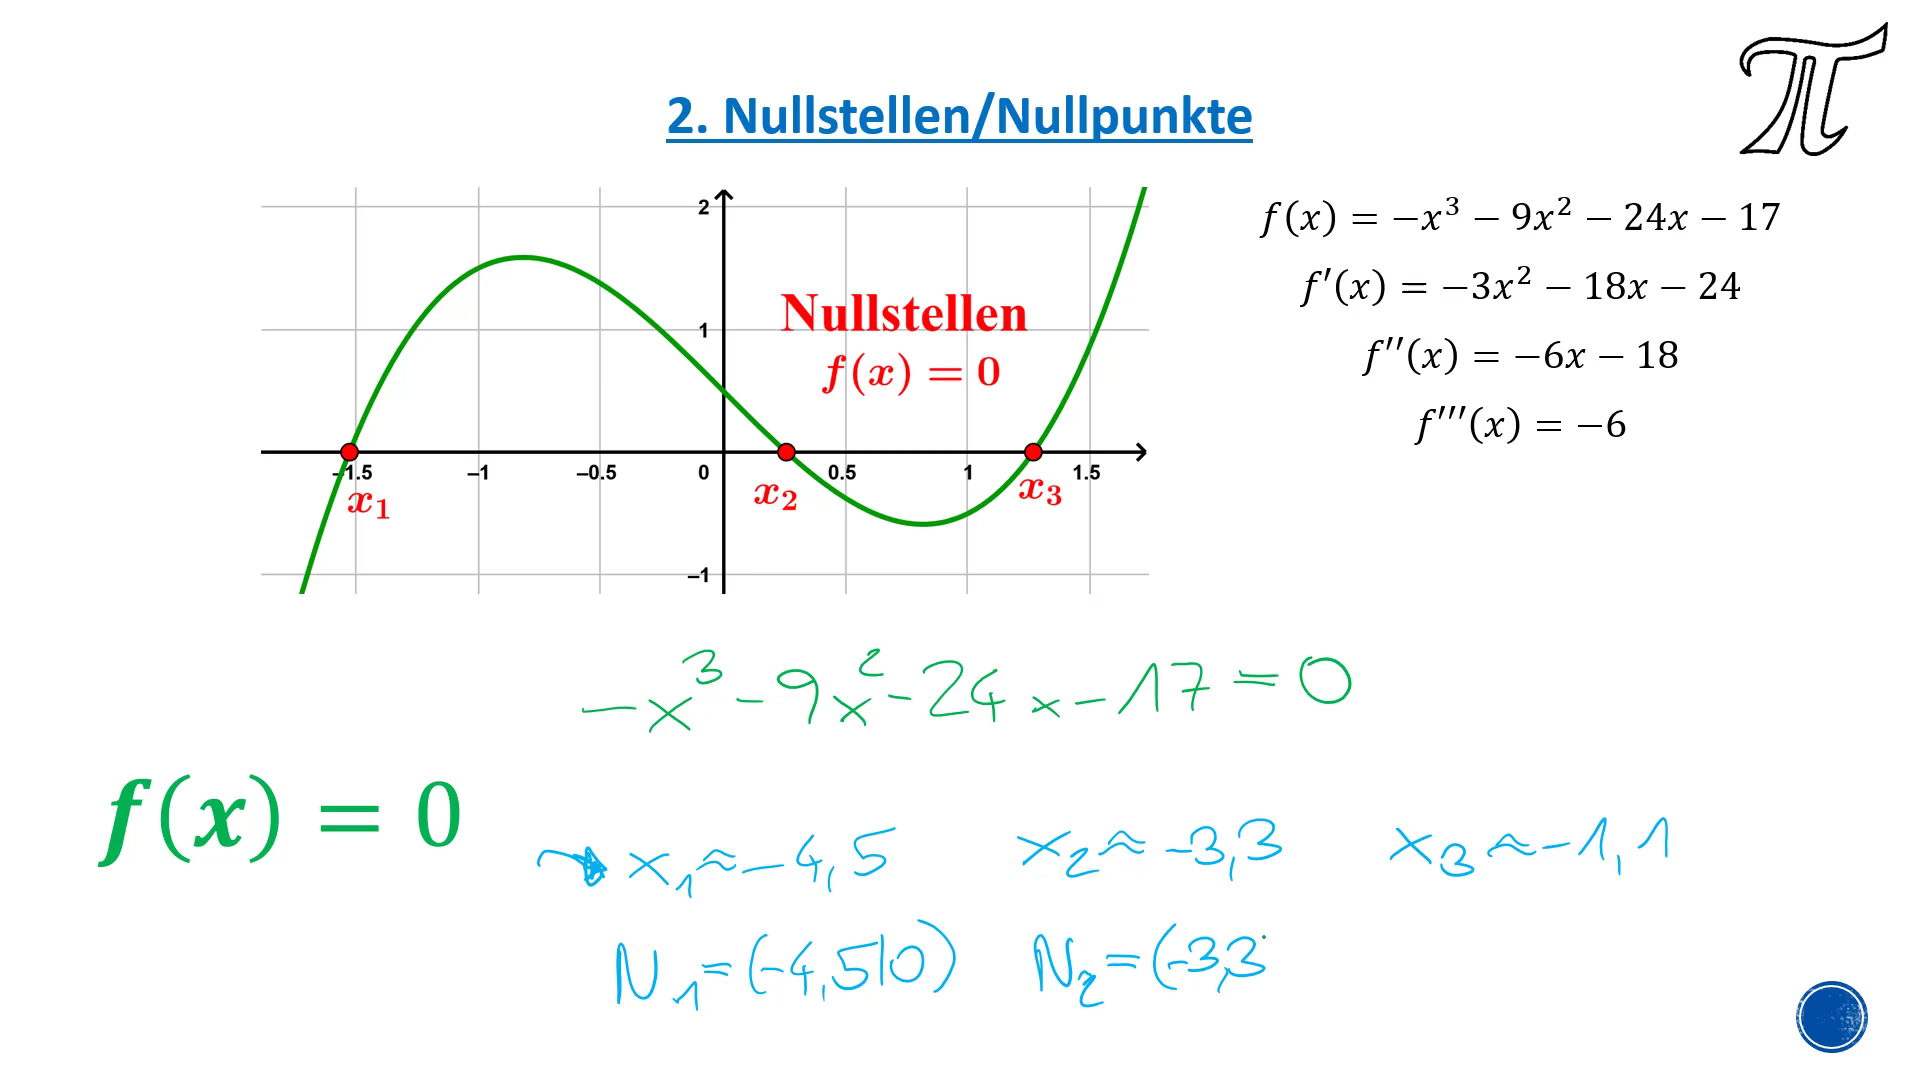 2. Nullstellen/Nullpunkte
f(x) = −x³ − 9x² − 24x − 17
f′(x) = −3x² − 18x − 24
f′′(x) = −6x − 18
f′′′(x) = −6
2
1
Nullstellen
f(x) = 0
−1.5 −1 −0.5 0 0.5 1 1.5
x₁ x₂ x₃
−1
−x³ − 9x² − 24x − 17 = 0
f(x) = 0
x₁ ≈ −4,5 x₂ ≈ −3,3 x₃ ≈ −1,1
N₁ = (−4,5|0) N₂ = (−3,3